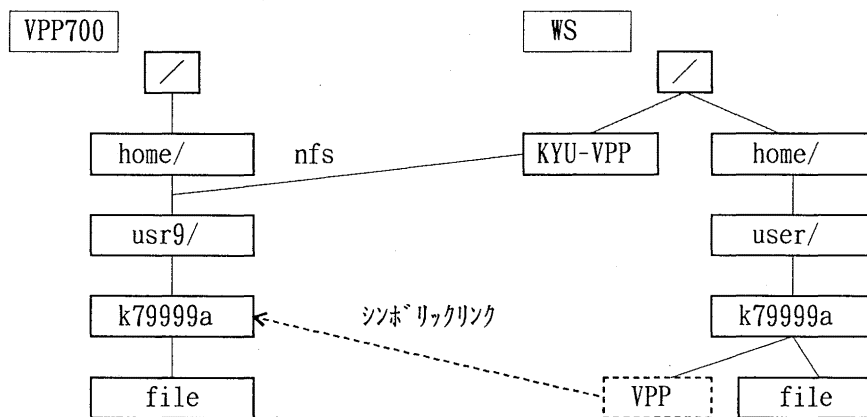 VPP700
WS
/
/
home/
nfs
KYU-VPP
home/
usr9/
user/
k79999a
シンボリックリンク
k79999a
file
VPP
file